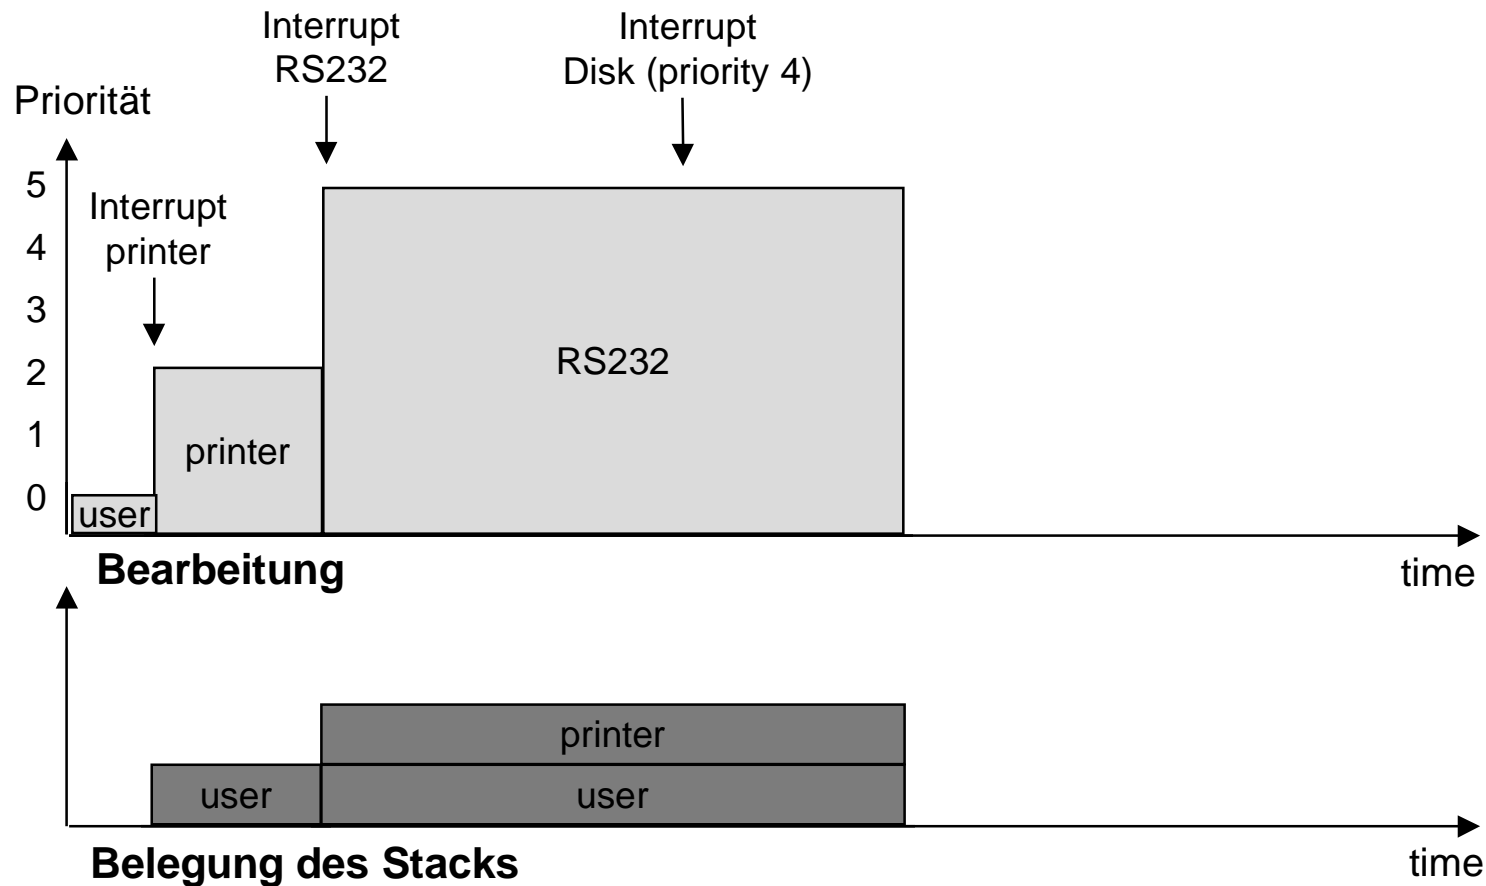 Interrupt
RS232
Interrupt
Disk (priority 4)
Priorität
5
4
3
2
1
0
Interrupt
printer
RS232
printer
user
Bearbeitung
time
printer
user
user
Belegung des Stacks
time